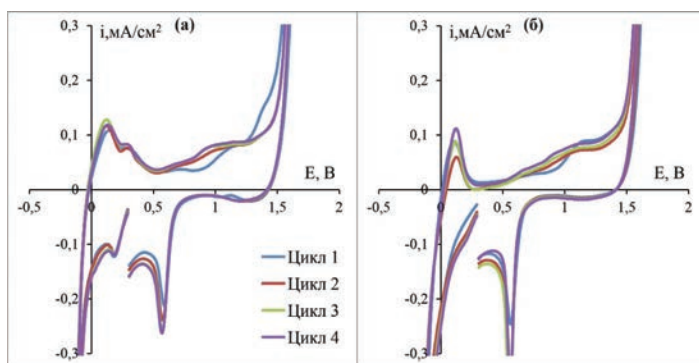 i,мА/см² (а)
0,3
0,2
0,1
0
-0,1
-0,2
-0,3
-0,5 0 0,5 1 1,5 2
E, В
Цикл 1
Цикл 2
Цикл 3
Цикл 4
i,мА/см² (б)
0,3
0,2
0,1
0
-0,1
-0,2
-0,3
-0,5 0 0,5 1 1,5 2
E, В